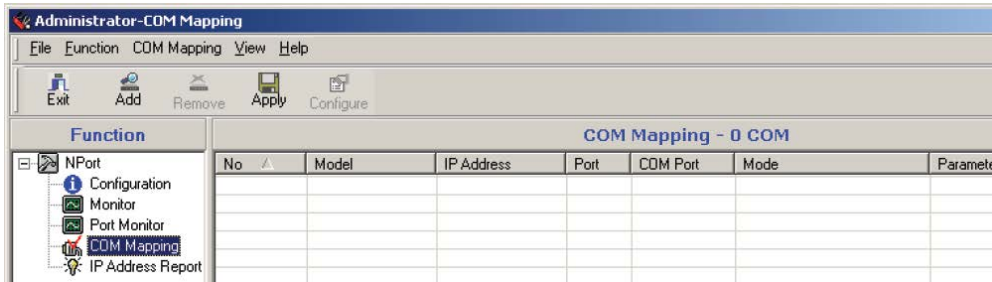 Administrator-COM Mapping
File Function COM Mapping View Help
Exit Add Remove Apply Configure
Function
COM Mapping - 0 COM
NPort
Configuration
Monitor
Port Monitor
COM Mapping
IP Address Report
No Model IP Address Port COM Port Mode Paramete